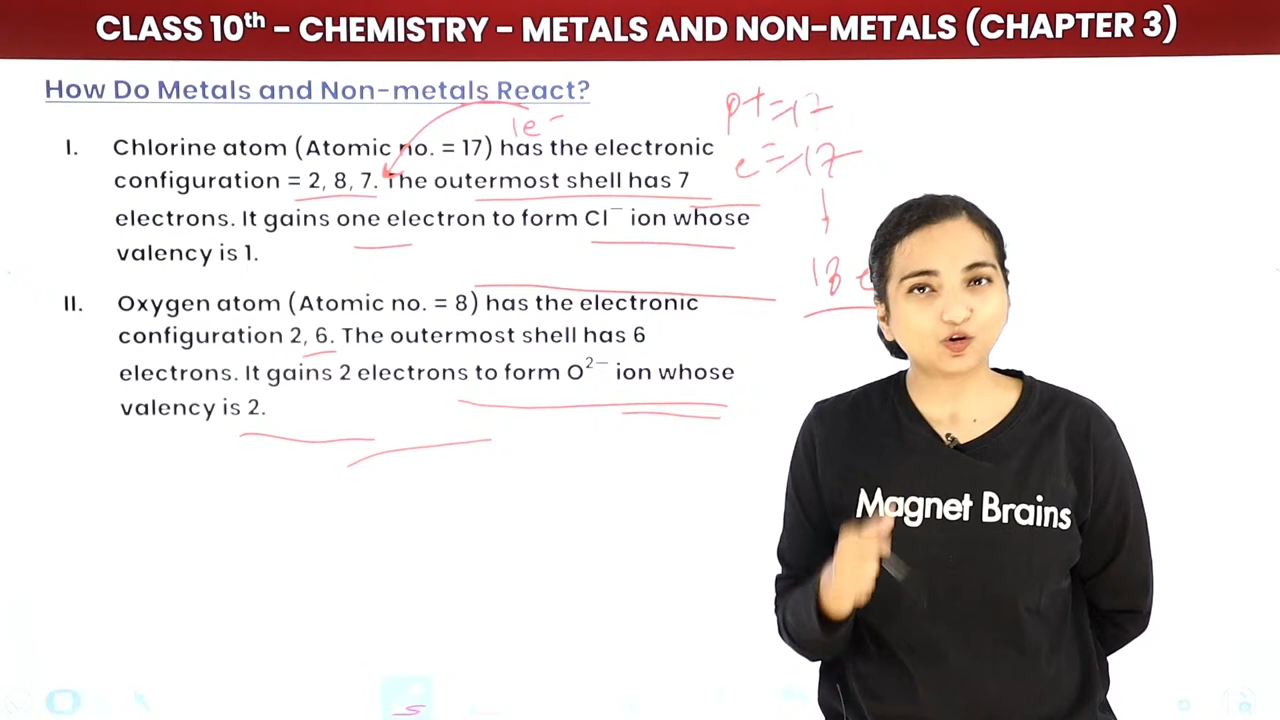 CLASS 10th - CHEMISTRY - METALS AND NON-METALS (CHAPTER 3)
How Do Metals and Non-metals React?
1e-
p+ = 17
I. Chlorine atom (Atomic no. = 17) has the electronic
e- = 17
configuration = 2, 8, 7. The outermost shell has 7
electrons. It gains one electron to form Cl⁻ ion whose
valency is 1.
18 e
II. Oxygen atom (Atomic no. = 8) has the electronic
configuration 2, 6. The outermost shell has 6
electrons. It gains 2 electrons to form O²⁻ ion whose
valency is 2.
Magnet Brains